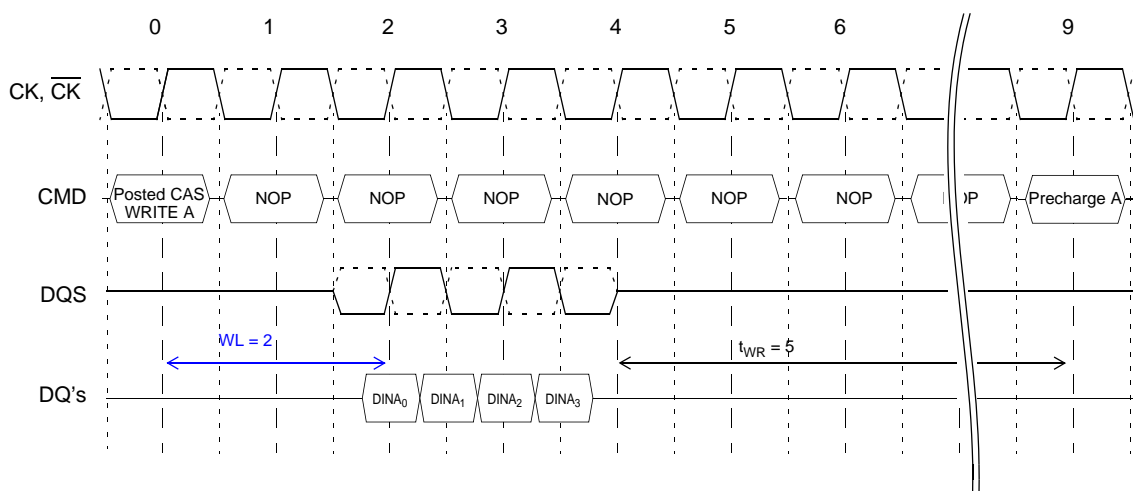 0 1 2 3 4 5 6 9
CK, CK
CMD
Posted CAS
WRITE A
NOP NOP NOP NOP NOP NOP OP Precharge A
DQS
WL = 2
tWR = 5
DQ's
DINA0 DINA1 DINA2 DINA3